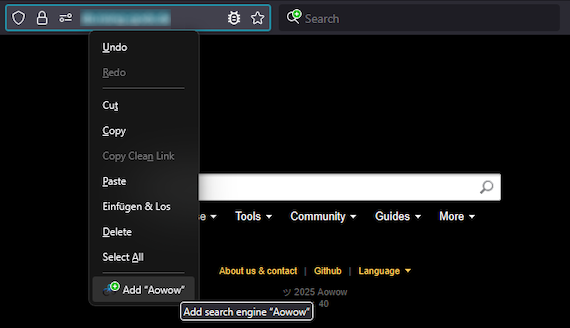 Search
Undo
Redo
Cut
Copy
Copy Clean Link
Paste
Einfügen & Los
Delete
Select All
Add “Aowow”
Add search engine “Aowow”
Tools
Community
Guides
More
About us & contact | Github | Language
ツ 2025 Aowow
40